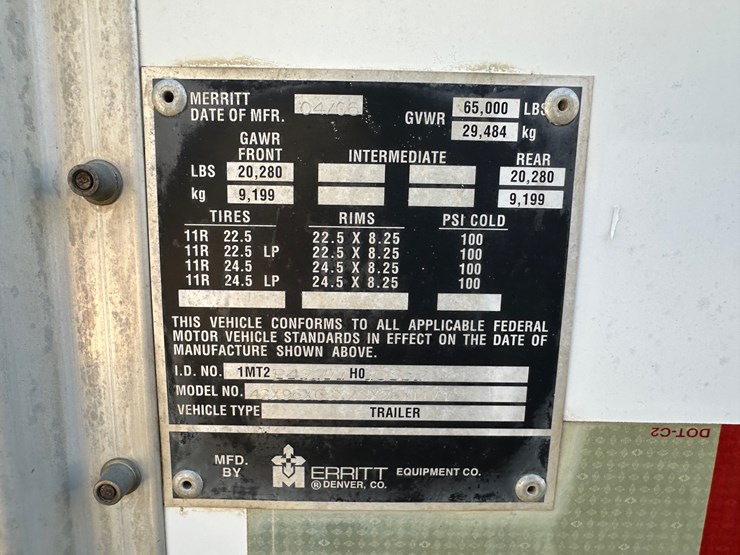 MERRITT
DATE OF MFR. 04/06
GVWR 65,000 LBS
29,484 kg
GAWR
FRONT INTERMEDIATE REAR
LBS 20,280 20,280
kg 9,199 9,199
TIRES RIMS PSI COLD
11R 22.5 22.5 X 8.25 100
11R 22.5 LP 22.5 X 8.25 100
11R 24.5 24.5 X 8.25 100
11R 24.5 LP 24.5 X 8.25 100
THIS VEHICLE CONFORMS TO ALL APPLICABLE FEDERAL
MOTOR VEHICLE STANDARDS IN EFFECT ON THE DATE OF
MANUFACTURE SHOWN ABOVE.
I.D. NO. 1MT2 H0
MODEL NO.
VEHICLE TYPE TRAILER
MFD.
BY
MERRITT EQUIPMENT CO.
® DENVER, CO.
DOT-C2